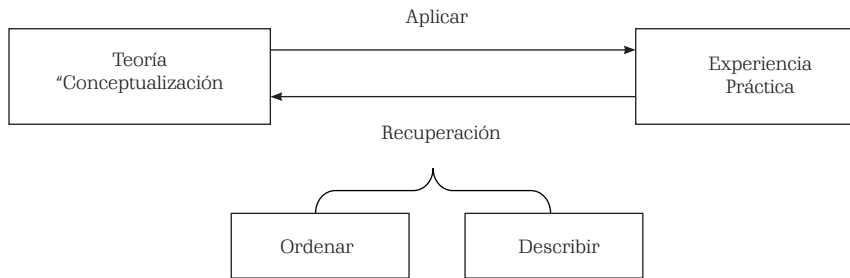 Aplicar
Teoría
“Conceptualización
Experiencia
Práctica
Recuperación
Ordenar
Describir